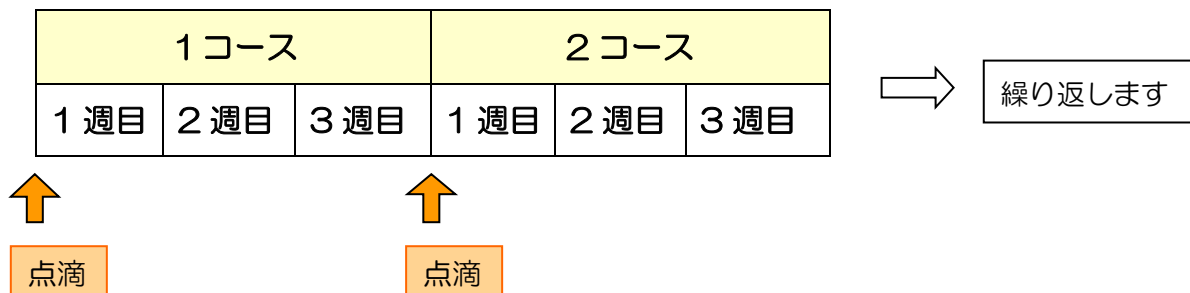 １コース ２コース
１週目 ２週目 ３週目 １週目 ２週目 ３週目
繰り返します
点滴 点滴